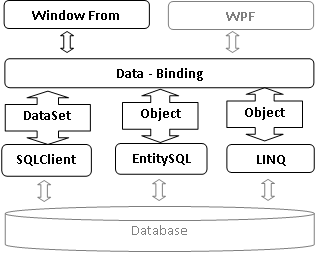 Window From
WPF
Data - Binding
DataSet
Object
Object
SQLClient
EntitySQL
LINQ
Database